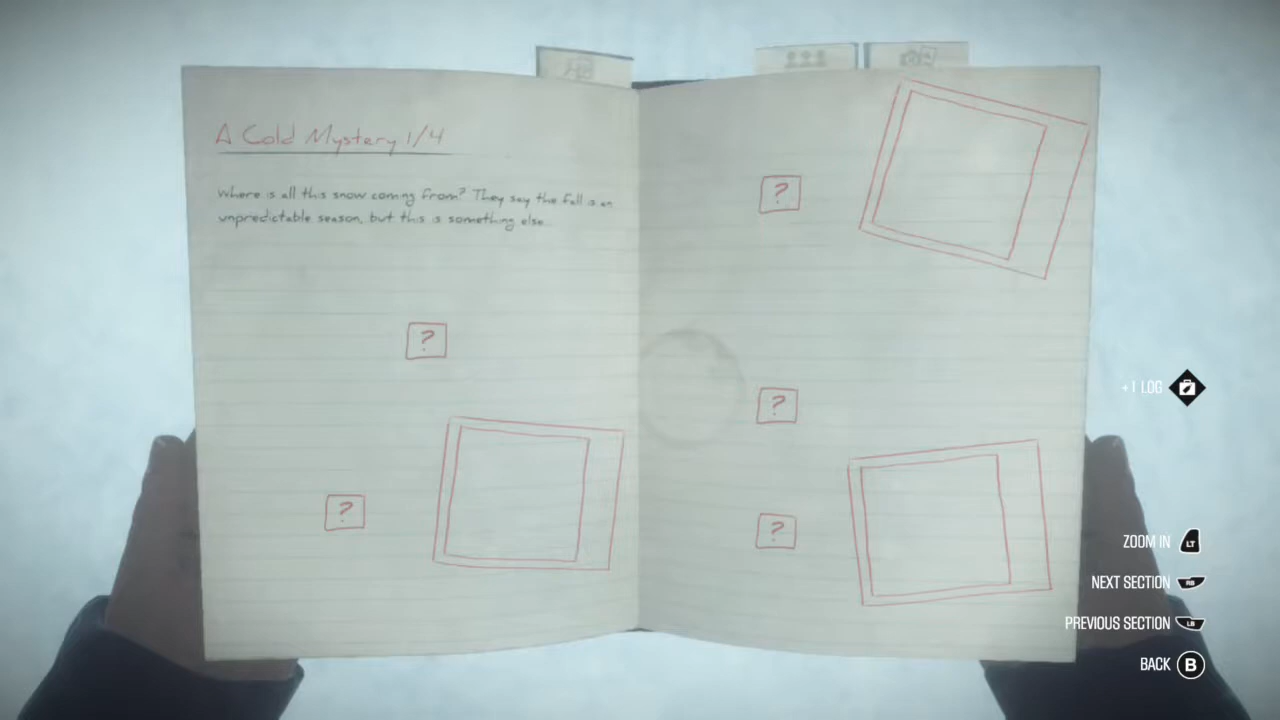 A Cold Mystery 1/4
Where is all this snow coming from? They say the fall is an
unpredictable season, but this is something else...
?
?
?
?
?
+1 LOG
ZOOM IN LT
NEXT SECTION RB
PREVIOUS SECTION LB
BACK B